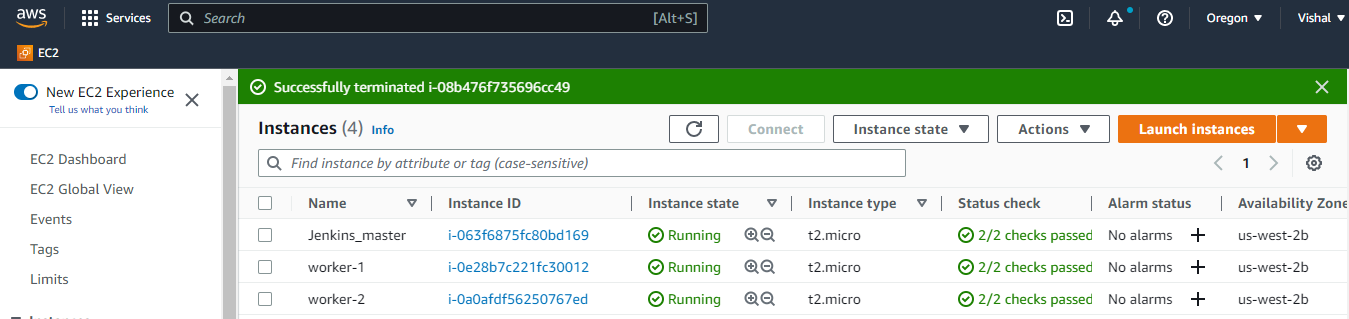 aws Services Search [Alt+S] Oregon Vishal
EC2
New EC2 Experience
Tell us what you think
EC2 Dashboard
EC2 Global View
Events
Tags
Limits
Successfully terminated i-08b476f735696cc49
Instances (4) Info Connect Instance state Actions Launch instances
Find instance by attribute or tag (case-sensitive) 1
Name Instance ID Instance state Instance type Status check Alarm status Availability Zone
Jenkins_master i-063f6875fc80bd169 Running t2.micro 2/2 checks passed No alarms us-west-2b
worker-1 i-0e28b7c221fc30012 Running t2.micro 2/2 checks passed No alarms us-west-2b
worker-2 i-0a0afdf56250767ed Running t2.micro 2/2 checks passed No alarms us-west-2b